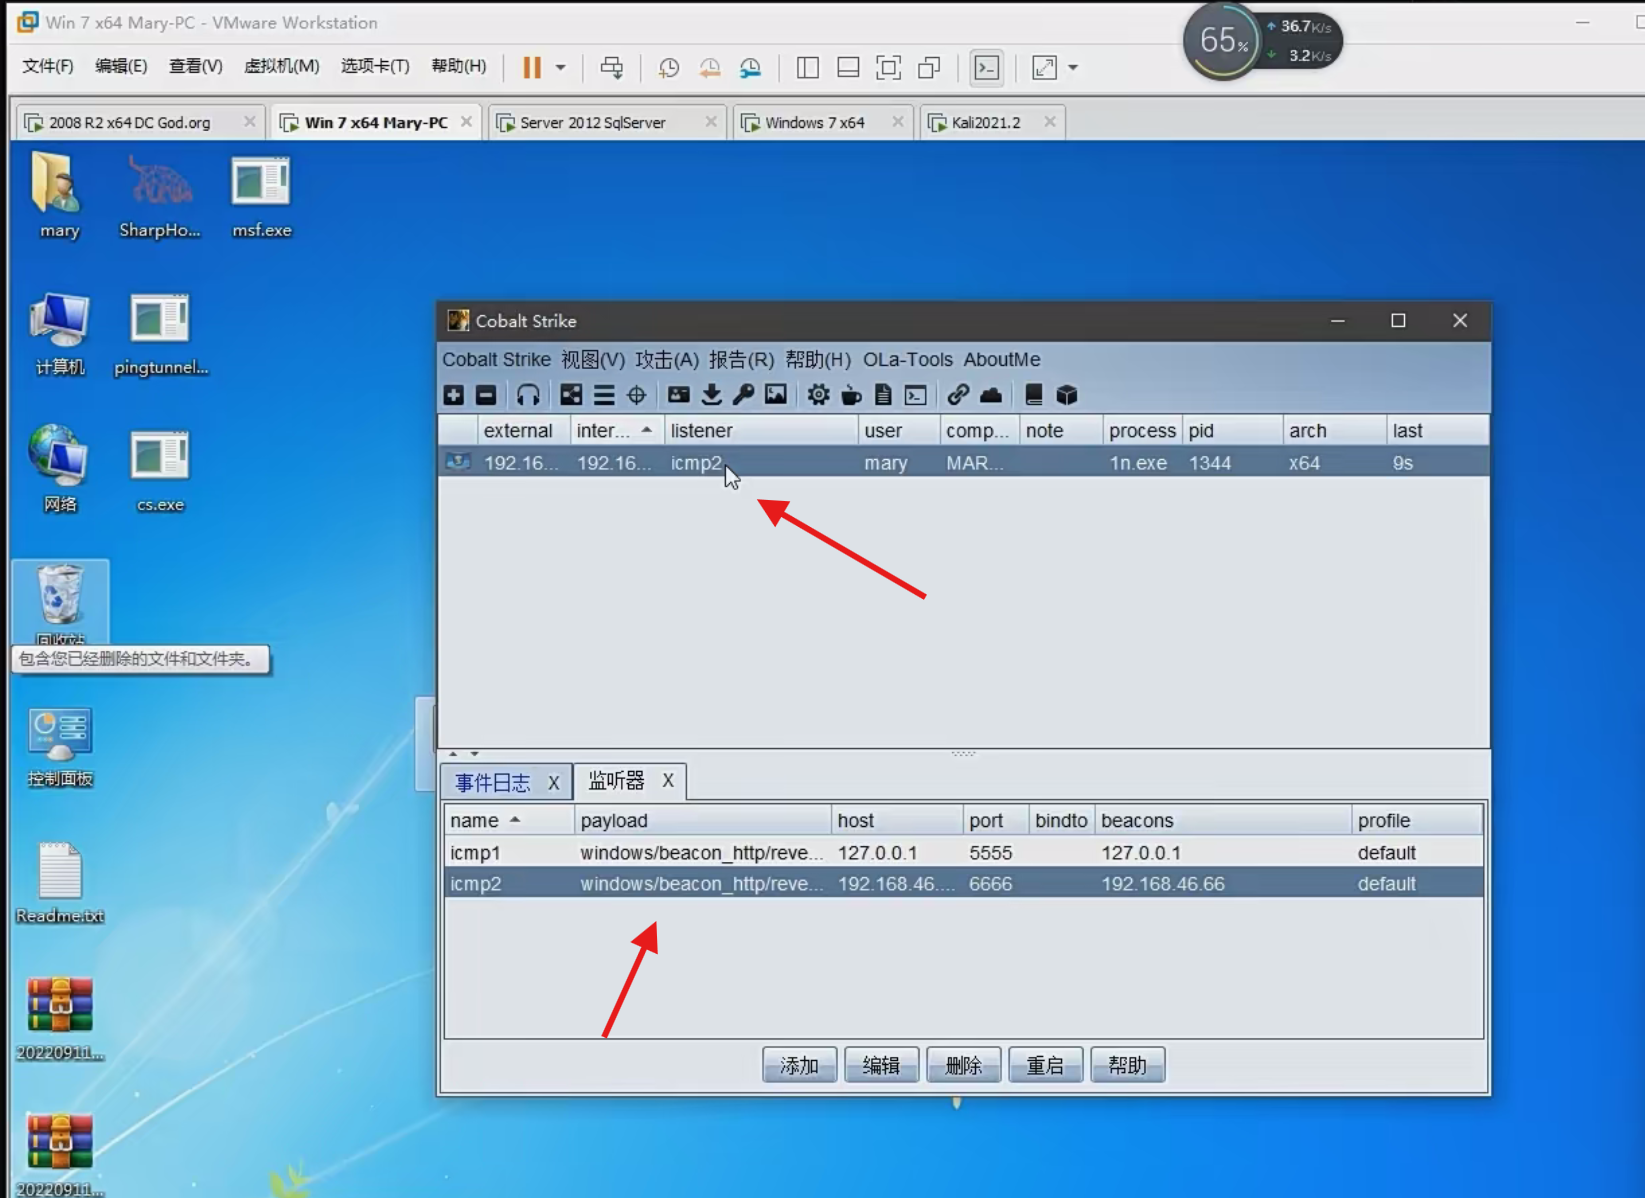 Win 7 x64 Mary-PC - VMware Workstation
65%
36.7K/s
3.2K/s
文件(F) 编辑(E) 查看(V) 虚拟机(M) 选项卡(T) 帮助(H)
2008 R2 x64 DC God.org
Win 7 x64 Mary-PC
Server 2012 SqlServer
Windows 7 x64
Kali2021.2
mary
SharpHo...
msf.exe
计算机
pingtunnel...
网络
cs.exe
回收站
包含您已经删除的文件和文件夹。
控制面板
Readme.txt
20220911...
20220911...
Cobalt Strike
Cobalt Strike 视图(V) 攻击(A) 报告(R) 帮助(H) OLa-Tools AboutMe
external inter... listener user comp... note process pid arch last
192.16... 192.16... icmp2 mary MAR... 1n.exe 1344 x64 9s
事件日志 X 监听器 X
name payload host port bindto beacons profile
icmp1 windows/beacon_http/reve... 127.0.0.1 5555 127.0.0.1 default
icmp2 windows/beacon_http/reve... 192.168.46.... 6666 192.168.46.66 default
添加 编辑 删除 重启 帮助